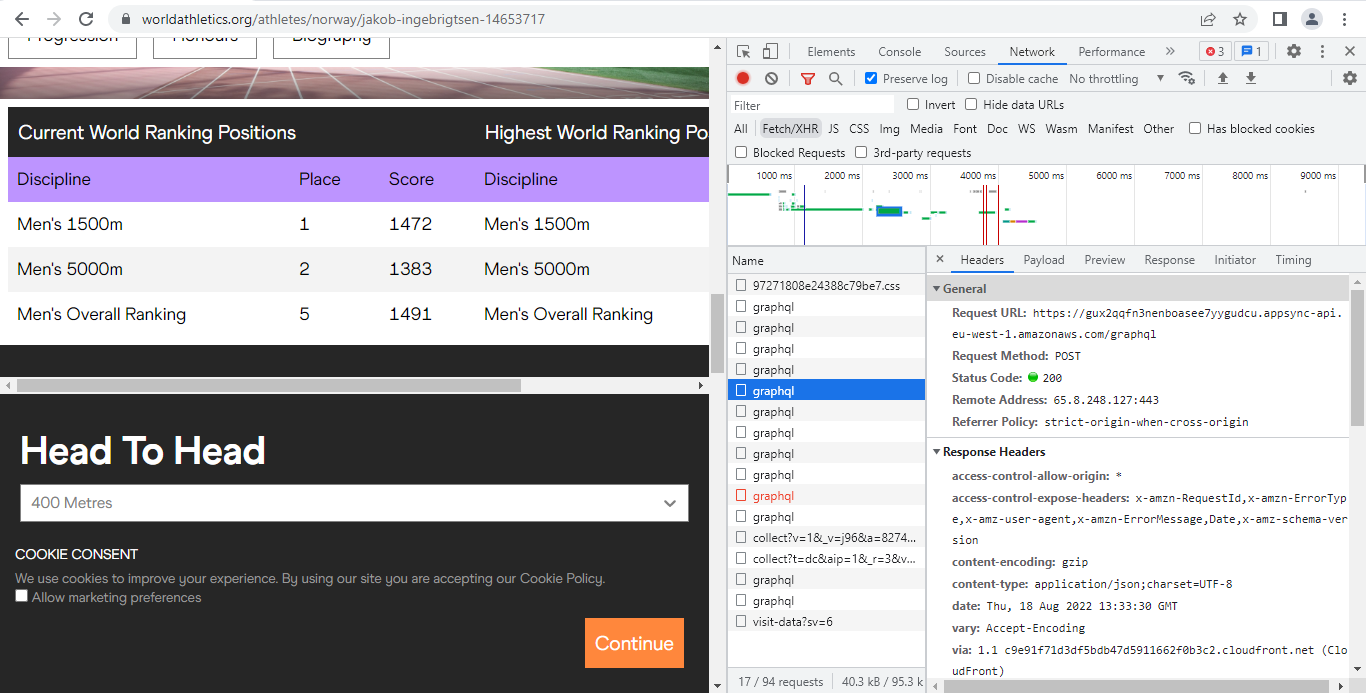 worldathletics.org/athletes/norway/jakob-ingebrigtsen-14653717
Progression Honours Biography
Current World Ranking Positions Highest World Ranking Po
Discipline Place Score Discipline
Men's 1500m 1 1472 Men's 1500m
Men's 5000m 2 1383 Men's 5000m
Men's Overall Ranking 5 1491 Men's Overall Ranking
Head To Head
400 Metres
COOKIE CONSENT
We use cookies to improve your experience. By using our site you are accepting our Cookie Policy.
Allow marketing preferences
Continue
Elements Console Sources Network Performance » 3 1
Preserve log Disable cache No throttling
Filter Invert Hide data URLs
All Fetch/XHR JS CSS Img Media Font Doc WS Wasm Manifest Other Has blocked cookies
Blocked Requests 3rd-party requests
1000 ms 2000 ms 3000 ms 4000 ms 5000 ms 6000 ms 7000 ms 8000 ms 9000 ms
Name
97271808e24388c79be7.css
graphql
graphql
graphql
graphql
graphql
graphql
graphql
graphql
graphql
graphql
graphql
collect?v=1&_v=j96&a=8274...
collect?t=dc&aip=1&_r=3&v...
graphql
graphql
visit-data?sv=6
17 / 94 requests 40.3 kB / 95.3 k
Headers Payload Preview Response Initiator Timing
General
Request URL: https://gux2qqfn3nenboasee7yygudcu.appsync-api.
eu-west-1.amazonaws.com/graphql
Request Method: POST
Status Code: 200
Remote Address: 65.8.248.127:443
Referrer Policy: strict-origin-when-cross-origin
Response Headers
access-control-allow-origin: *
access-control-expose-headers: x-amzn-RequestId,x-amzn-ErrorTyp
e,x-amz-user-agent,x-amzn-ErrorMessage,Date,x-amz-schema-ver
sion
content-encoding: gzip
content-type: application/json;charset=UTF-8
date: Thu, 18 Aug 2022 13:33:30 GMT
vary: Accept-Encoding
via: 1.1 c9e91f71d3df5bdb47d5911662f0b3c2.cloudfront.net (Clo
udFront)